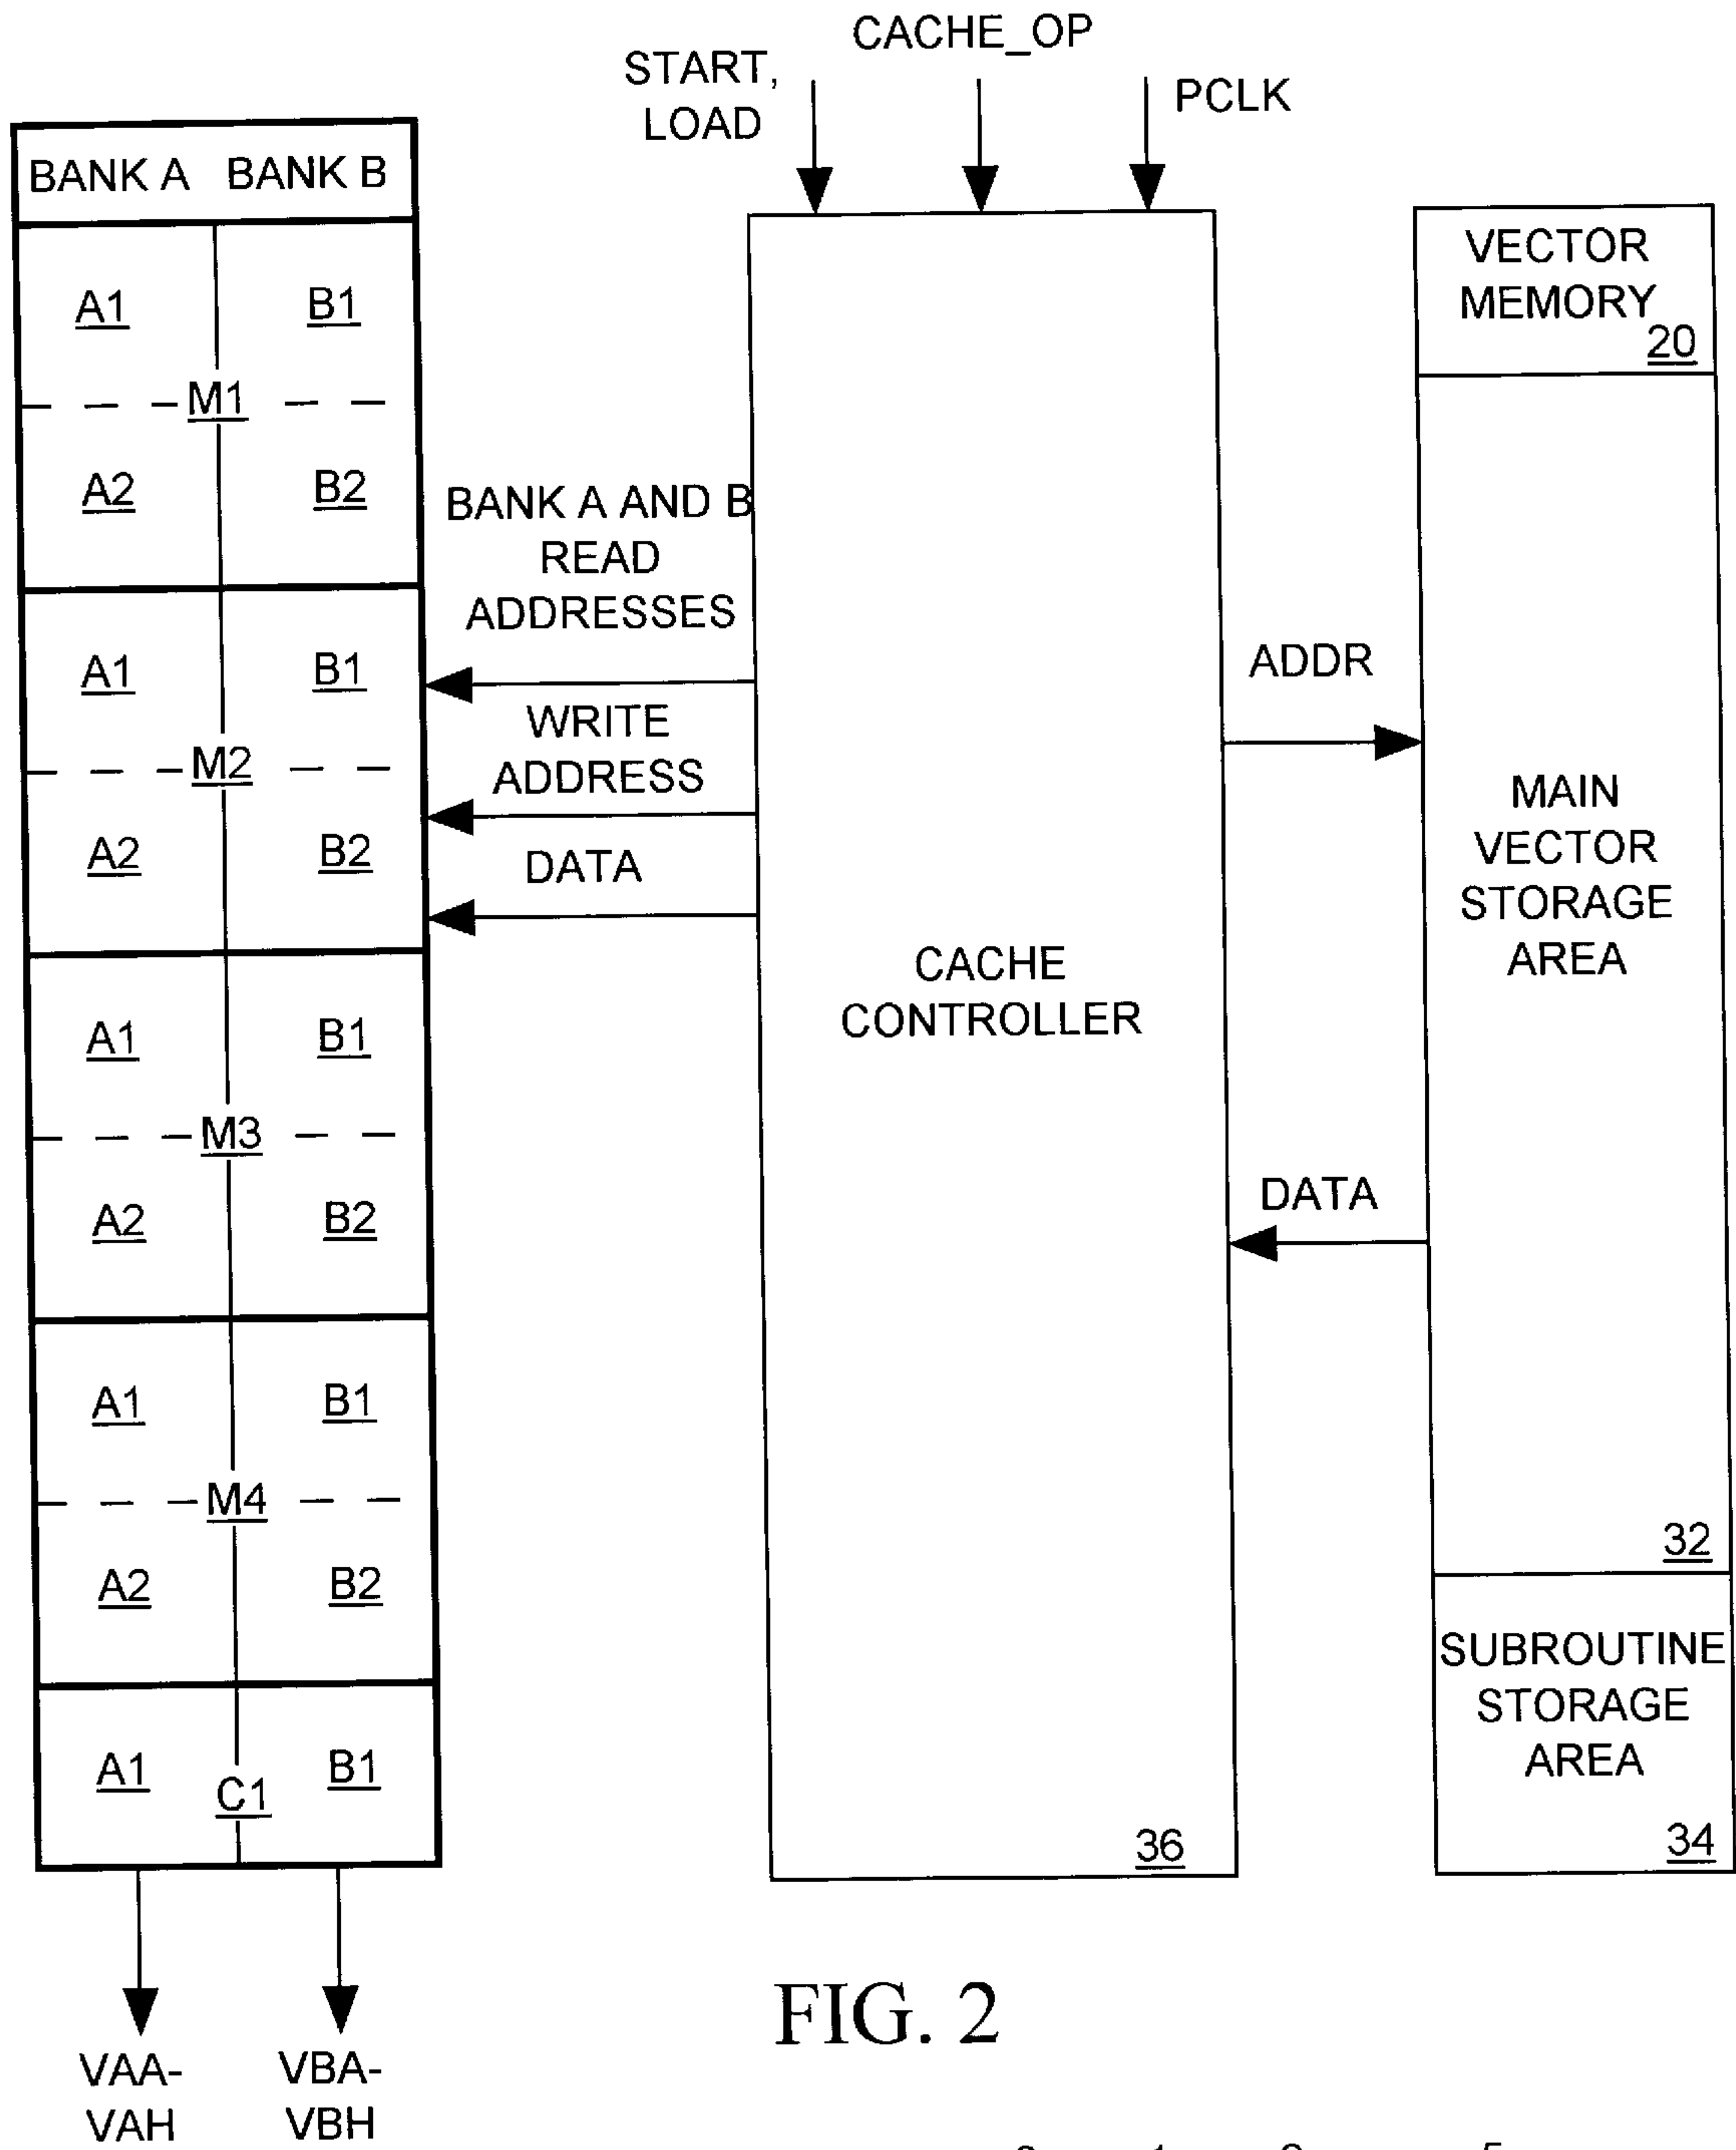 START,
LOAD
CACHE_OP
PCLK
BANK A BANK B
A1 B1
M1
A2 B2
A1 B1
M2
A2 B2
A1 B1
M3
A2 B2
A1 B1
M4
A2 B2
A1 B1
C1
VAA-
VAH
VBA-
VBH
BANK A AND B
READ
ADDRESSES
WRITE
ADDRESS
DATA
CACHE
CONTROLLER
36
ADDR
DATA
VECTOR
MEMORY
20
MAIN
VECTOR
STORAGE
AREA
32
SUBROUTINE
STORAGE
AREA
34
FIG. 2